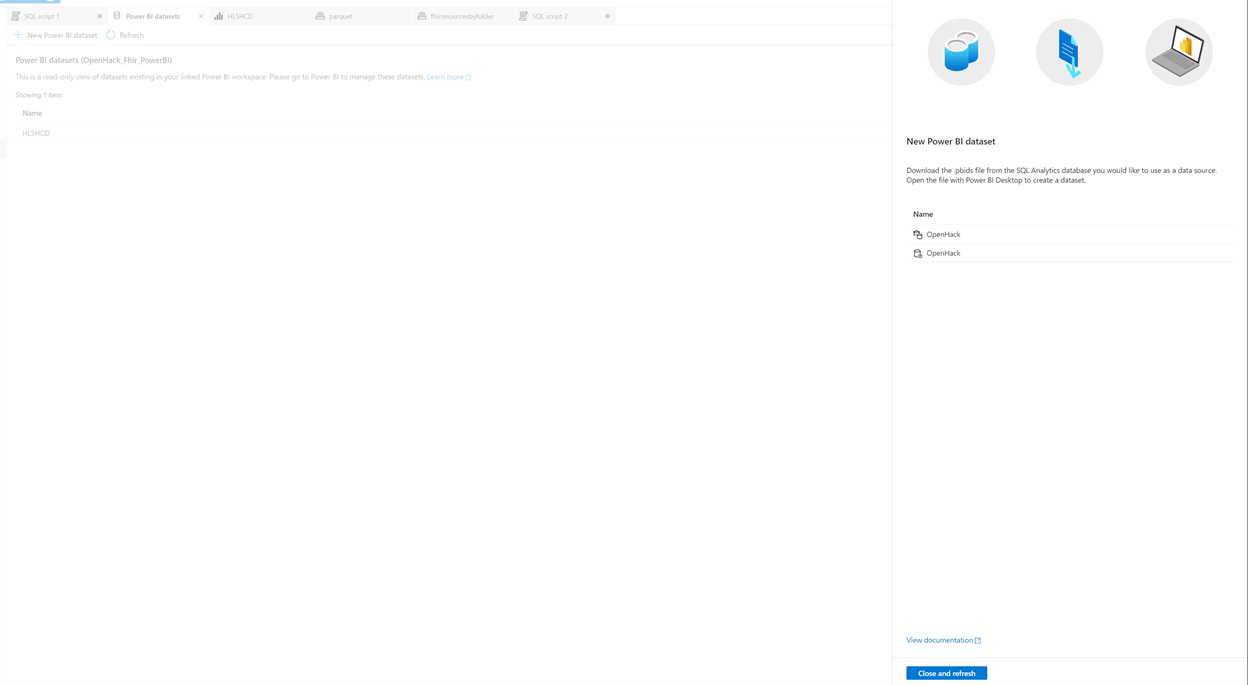 SQL script 1
Power BI datasets
HLSHCD
parquet
fhirresourcesbyfolder
SQL script 2
New Power BI dataset
Refresh
Power BI datasets (OpenHack_Fhir_PowerBI)
This is a read-only view of datasets existing in your linked Power BI workspace. Please go to Power BI to manage these datasets. Learn more
Showing 1 item
Name
HLSHCD
New Power BI dataset
Download the .pbids file from the SQL Analytics database you would like to use as a data source.
Open the file with Power BI Desktop to create a dataset.
Name
OpenHack
OpenHack
View documentation
Close and refresh